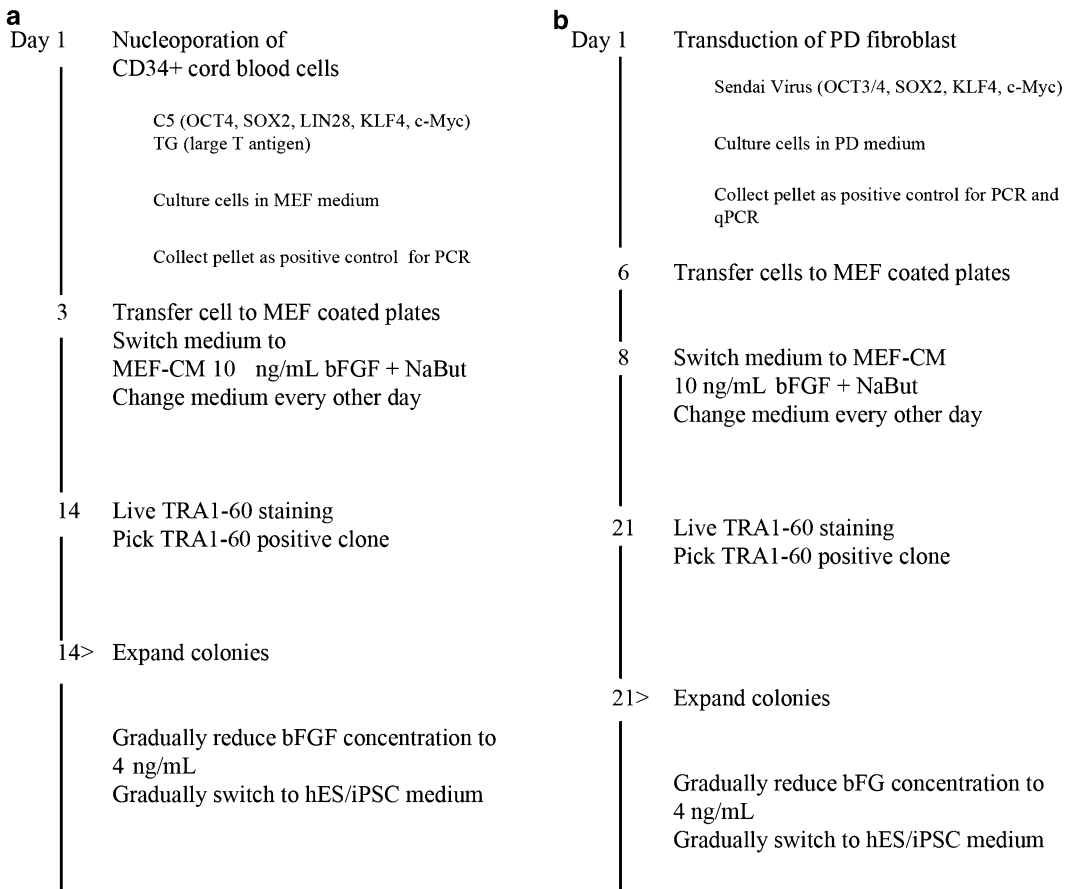 a
Day 1 Nucleoporation of
CD34+ cord blood cells
C5 (OCT4, SOX2, LIN28, KLF4, c-Myc)
TG (large T antigen)
Culture cells in MEF medium
Collect pellet as positive control for PCR
3 Transfer cell to MEF coated plates
Switch medium to
MEF-CM 10 ng/mL bFGF + NaBut
Change medium every other day
14 Live TRA1-60 staining
Pick TRA1-60 positive clone
14> Expand colonies
Gradually reduce bFGF concentration to
4 ng/mL
Gradually switch to hES/iPSC medium
b
Day 1 Transduction of PD fibroblast
Sendai Virus (OCT3/4, SOX2, KLF4, c-Myc)
Culture cells in PD medium
Collect pellet as positive control for PCR and
qPCR
6 Transfer cells to MEF coated plates
8 Switch medium to MEF-CM
10 ng/mL bFGF + NaBut
Change medium every other day
21 Live TRA1-60 staining
Pick TRA1-60 positive clone
21> Expand colonies
Gradually reduce bFG concentration to
4 ng/mL
Gradually switch to hES/iPSC medium